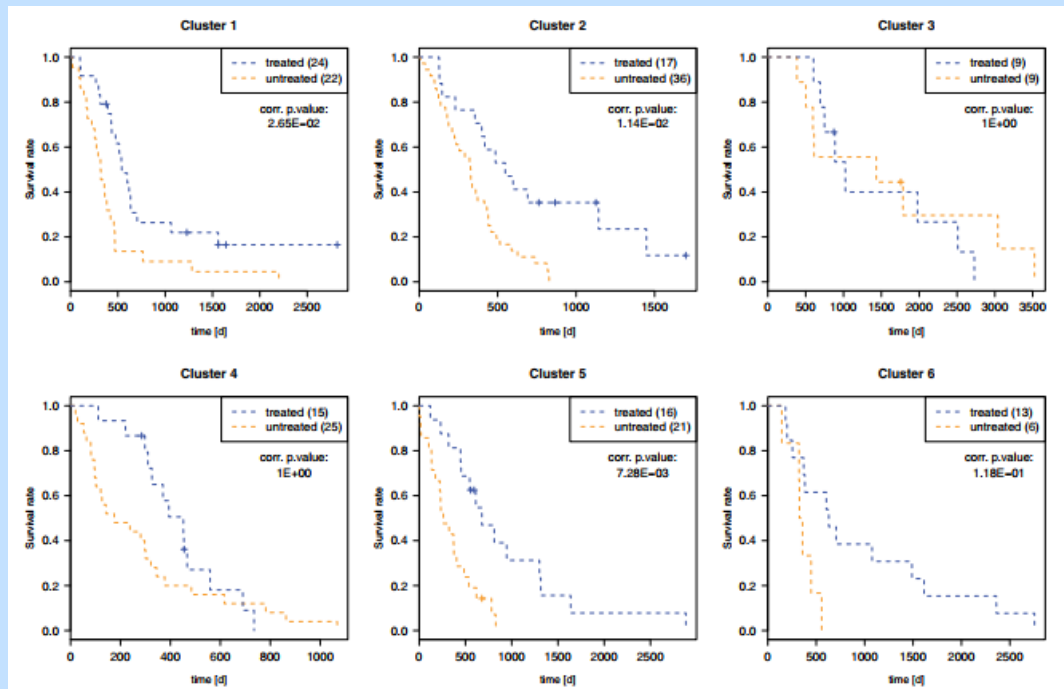 Cluster 1
treated (24)
untreated (22)
corr. p.value:
2.65E−02
Survival rate
1.0
0.8
0.6
0.4
0.2
0.0
0 500 1000 1500 2000 2500
time [d]
Cluster 2
treated (17)
untreated (36)
corr. p.value:
1.14E−02
Survival rate
1.0
0.8
0.6
0.4
0.2
0.0
0 500 1000 1500
time [d]
Cluster 3
treated (9)
untreated (9)
corr. p.value:
1E+00
Survival rate
1.0
0.8
0.6
0.4
0.2
0.0
0 500 1000 1500 2000 2500 3000 3500
time [d]
Cluster 4
treated (15)
untreated (25)
corr. p.value:
1E+00
Survival rate
1.0
0.8
0.6
0.4
0.2
0.0
0 200 400 600 800 1000
time [d]
Cluster 5
treated (16)
untreated (21)
corr. p.value:
7.28E−03
Survival rate
1.0
0.8
0.6
0.4
0.2
0.0
0 500 1000 1500 2000 2500
time [d]
Cluster 6
treated (13)
untreated (6)
corr. p.value:
1.18E−01
Survival rate
1.0
0.8
0.6
0.4
0.2
0.0
0 500 1000 1500 2000 2500
time [d]